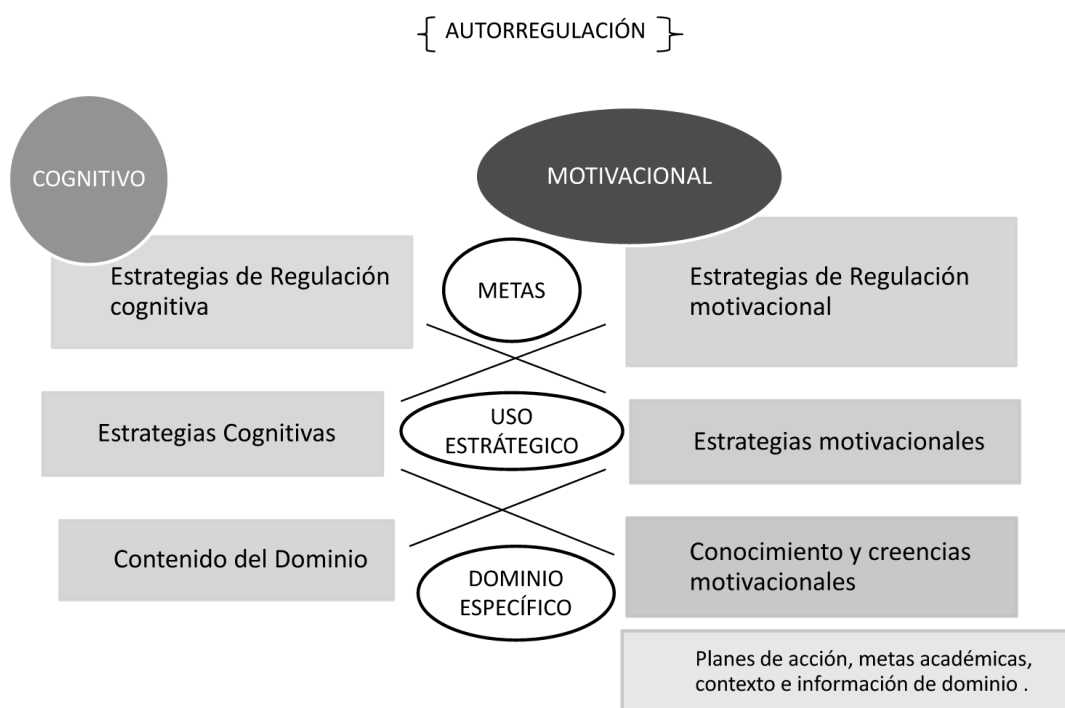 AUTORREGULACIÓN
COGNITIVO
MOTIVACIONAL
Estrategias de Regulación
cognitiva
METAS
Estrategias de Regulación
motivacional
Estrategias Cognitivas
USO
ESTRÁTEGICO
Estrategias motivacionales
Contenido del Dominio
DOMINIO
ESPECÍFICO
Conocimiento y creencias
motivacionales
Planes de acción, metas académicas,
contexto e información de dominio .